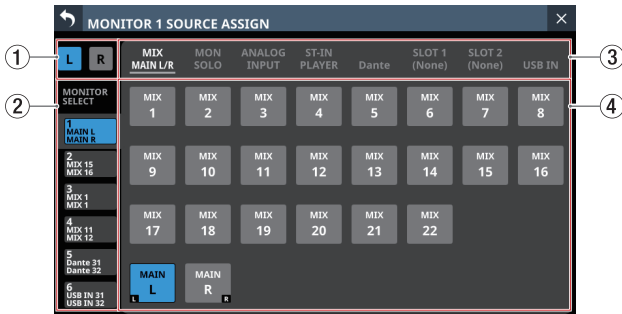 MONITOR 1 SOURCE ASSIGN
1
L R
MIX MAIN L/R
MON SOLO
ANALOG INPUT
ST-IN PLAYER
Dante
SLOT 1 (None)
SLOT 2 (None)
USB IN
3
2
MONITOR
SELECT
1
MAIN L
MAIN R
2
MIX 15
MIX 16
3
MIX 1
MIX 1
4
MIX 11
MIX 12
5
Dante 31
Dante 32
6
USB IN 31
USB IN 32
MIX 1
MIX 2
MIX 3
MIX 4
MIX 5
MIX 6
MIX 7
MIX 8
4
MIX 9
MIX 10
MIX 11
MIX 12
MIX 13
MIX 14
MIX 15
MIX 16
MIX 17
MIX 18
MIX 19
MIX 20
MIX 21
MIX 22
MAIN L
L
MAIN R
R